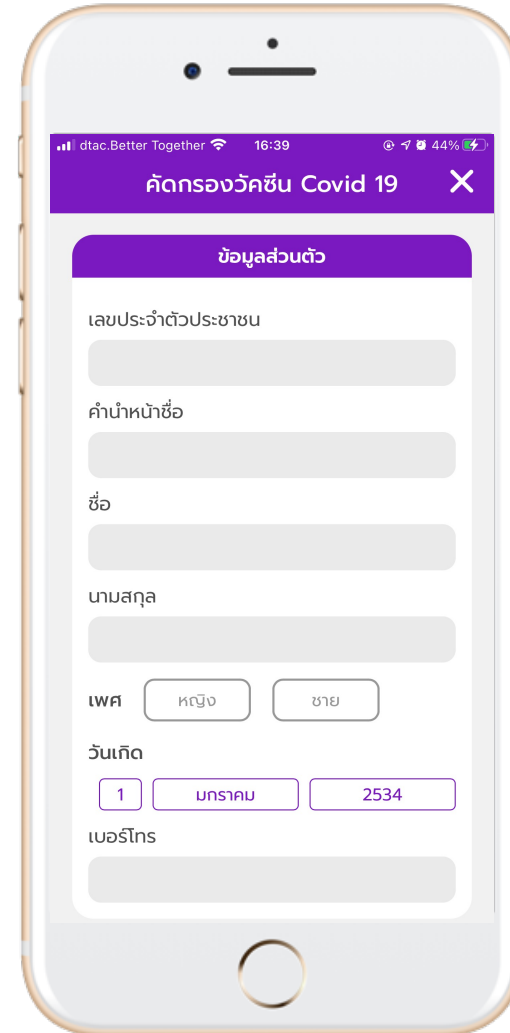 dtac.Better Together 16:39 44%
คัดกรองวัคซีน Covid 19
ข้อมูลส่วนตัว
เลขประจำตัวประชาชน
คำนำหน้าชื่อ
ชื่อ
นามสกุล
เพศ หญิง ชาย
วันเกิด
1 มกราคม 2534
เบอร์โทร